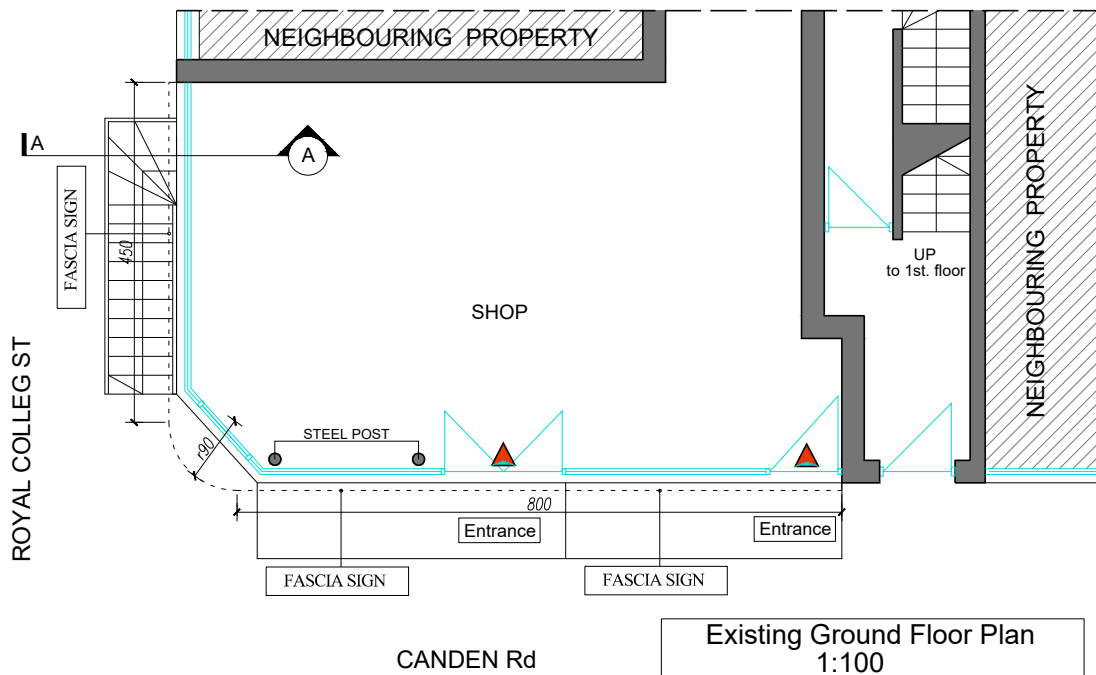 NEIGHBOURING PROPERTY
A
A
FASCIA SIGN
450
NEIGHBOURING PROPERTY
UP
to 1st. floor
SHOP
ROYAL COLLEG ST
STEEL POST
r90
800
Entrance
Entrance
FASCIA SIGN
FASCIA SIGN
CANDEN Rd
Existing Ground Floor Plan
1:100